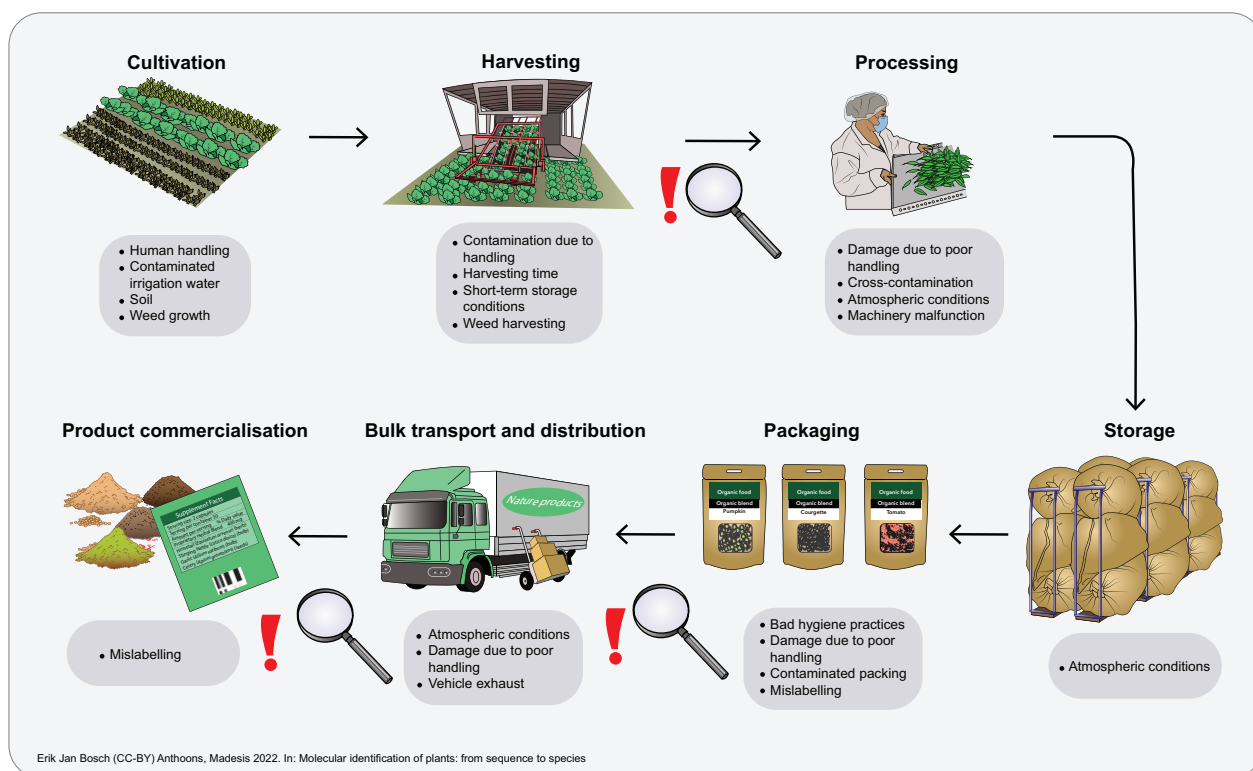 Cultivation
Harvesting
Processing
• Human handling
• Contaminated
irrigation water
• Soil
• Weed growth
• Contamination due to
handling
• Harvesting time
• Short-term storage
conditions
• Weed harvesting
• Damage due to poor
handling
• Cross-contamination
• Atmospheric conditions
• Machinery malfunction
!
Product commercialisation
Bulk transport and distribution
Packaging
Storage
Supplement Facts
Nature products
Organic food
Organic blend
Pumpkin
Organic food
Organic blend
Courgette
Organic food
Organic blend
Tomato
• Mislabelling
!
• Atmospheric conditions
• Damage due to poor
handling
• Vehicle exhaust
!
• Bad hygiene practices
• Damage due to poor
handling
• Contaminated packing
• Mislabelling
• Atmospheric conditions
Erik Jan Bosch (CC-BY) Anthoons, Madesis 2022. In: Molecular identification of plants: from sequence to species